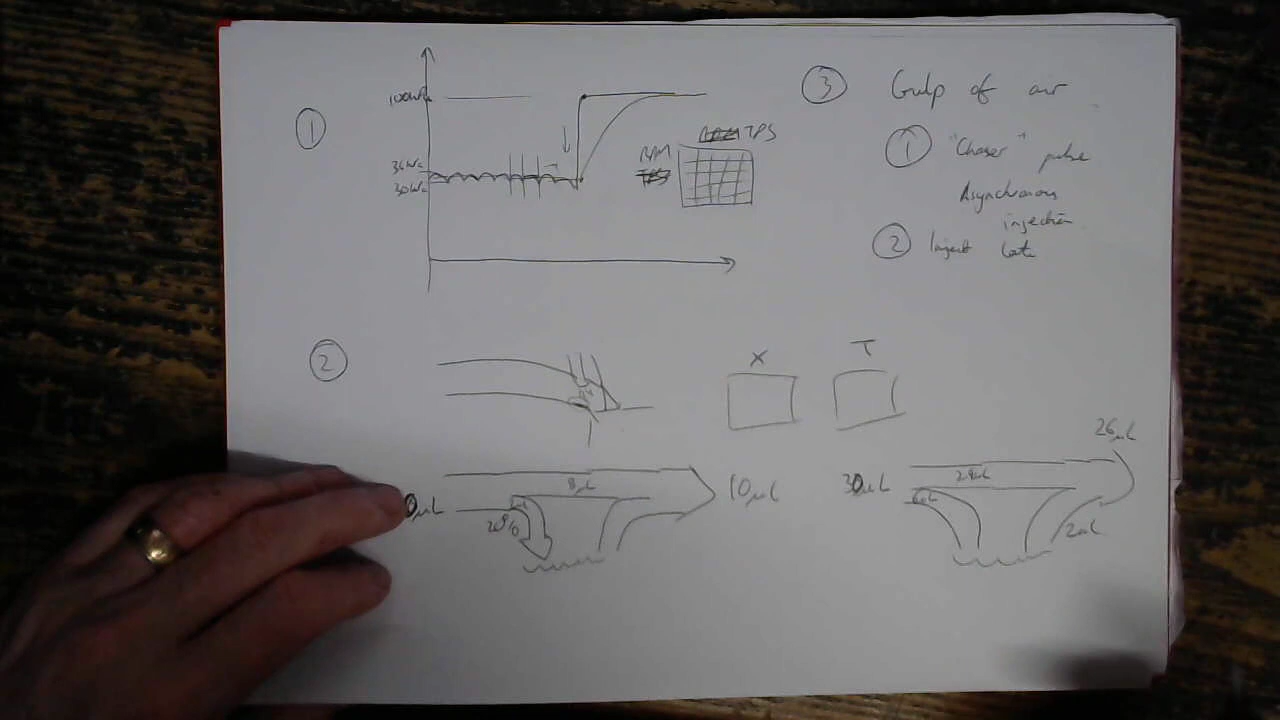 1
100kPa
36kPa
30kPa
RPM
TPS
3 Gulp of air
1 "Chaser" pulse
Asynchronous
injection
2 Inject late
2
X
T
8µL
20%
10µL
30µL
24µL
6µL
26µL
2µL